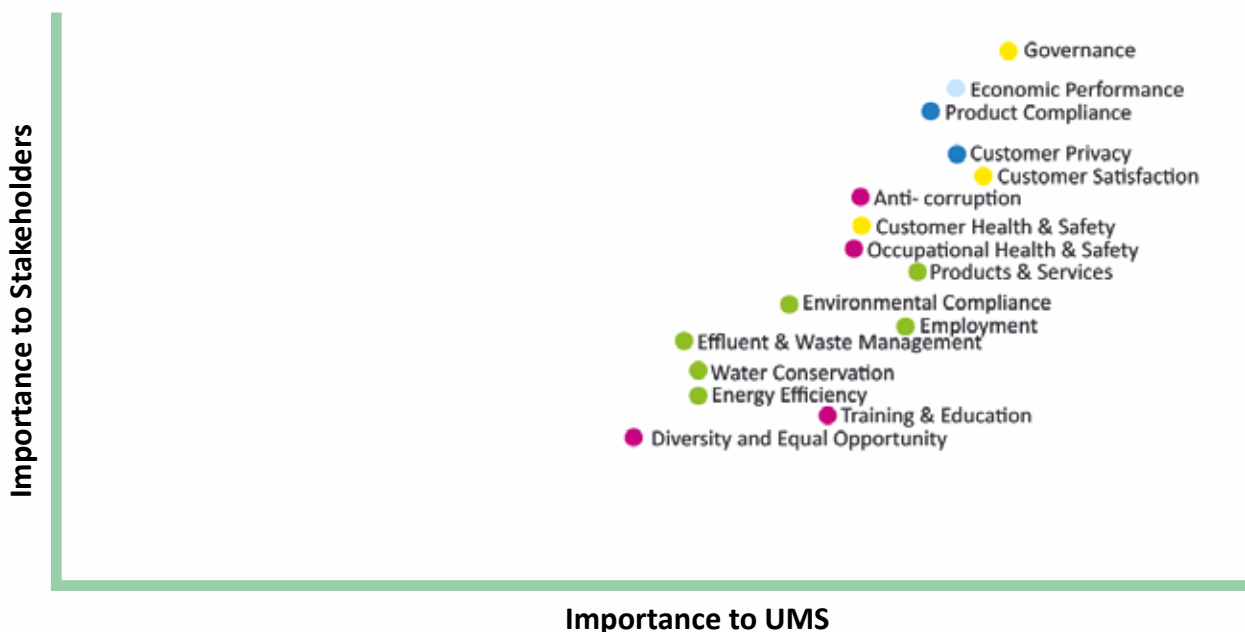 Importance to Stakeholders
Governance
Economic Performance
Product Compliance
Customer Privacy
Customer Satisfaction
Anti- corruption
Customer Health & Safety
Occupational Health & Safety
Products & Services
Environmental Compliance
Employment
Effluent & Waste Management
Water Conservation
Energy Efficiency
Training & Education
Diversity and Equal Opportunity
Importance to UMS